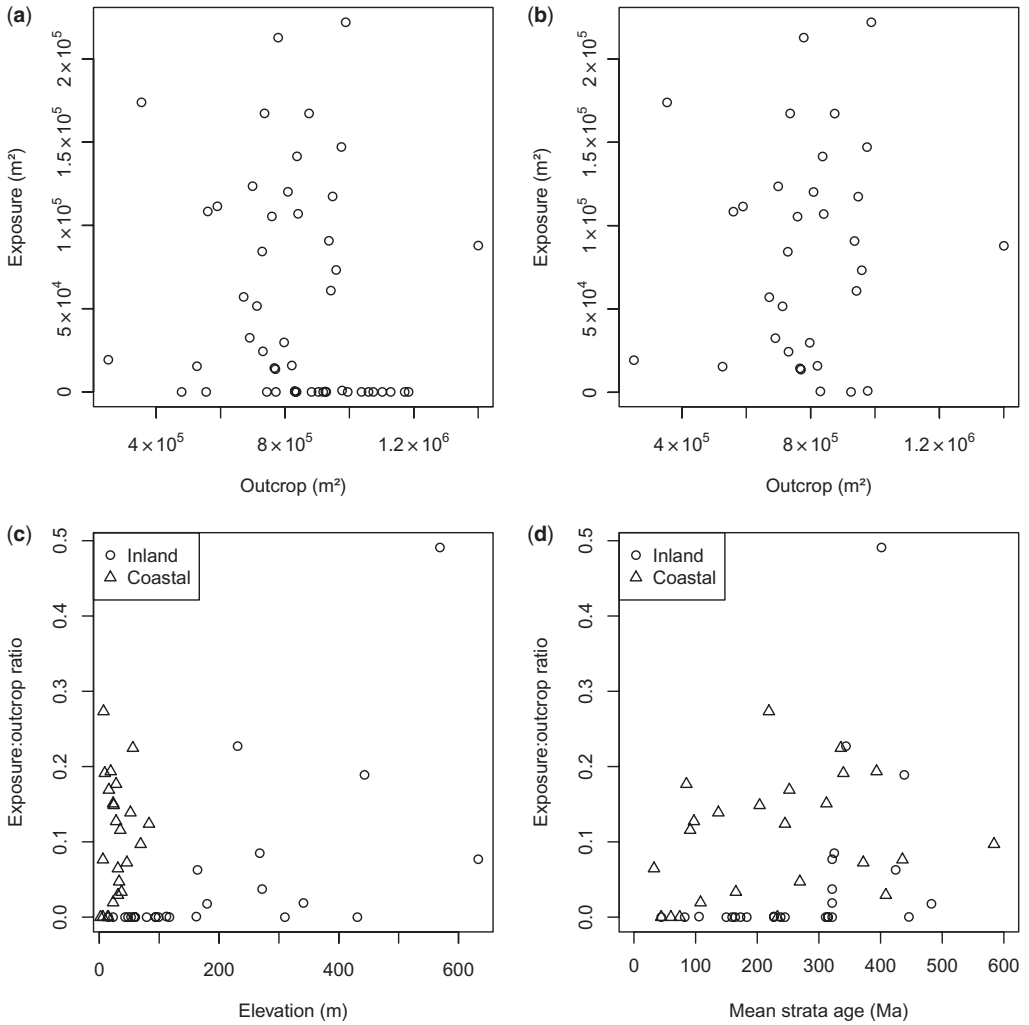 (a)
Exposure (m²)
0
5×10⁴
1×10⁵
1.5×10⁵
2×10⁵
4×10⁵
8×10⁵
1.2×10⁶
Outcrop (m²)
(b)
Exposure (m²)
0
5×10⁴
1×10⁵
1.5×10⁵
2×10⁵
4×10⁵
8×10⁵
1.2×10⁶
Outcrop (m²)
(c)
Inland
Coastal
Exposure:outcrop ratio
0.0
0.1
0.2
0.3
0.4
0.5
0
200
400
600
Elevation (m)
(d)
Inland
Coastal
Exposure:outcrop ratio
0.0
0.1
0.2
0.3
0.4
0.5
0
100
200
300
400
500
600
Mean strata age (Ma)